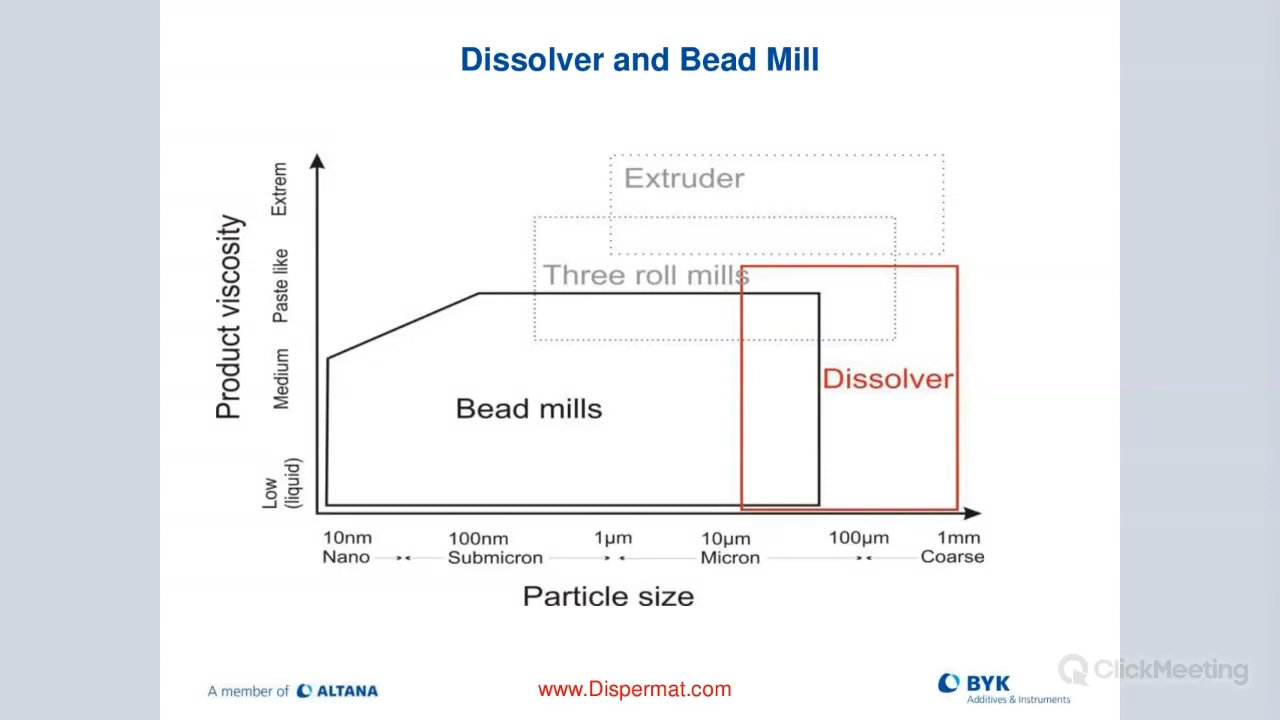 Dissolver and Bead Mill
Product viscosity
Extrem
Paste like
Medium
Low
(liquid)
Extruder
Three roll mills
Dissolver
Bead mills
10nm 100nm 1µm 10µm 100µm 1mm
Nano Submicron Micron Coarse
Particle size
A member of ALTANA
www.Dispermat.com
BYK
Additives & Instruments
ClickMeeting